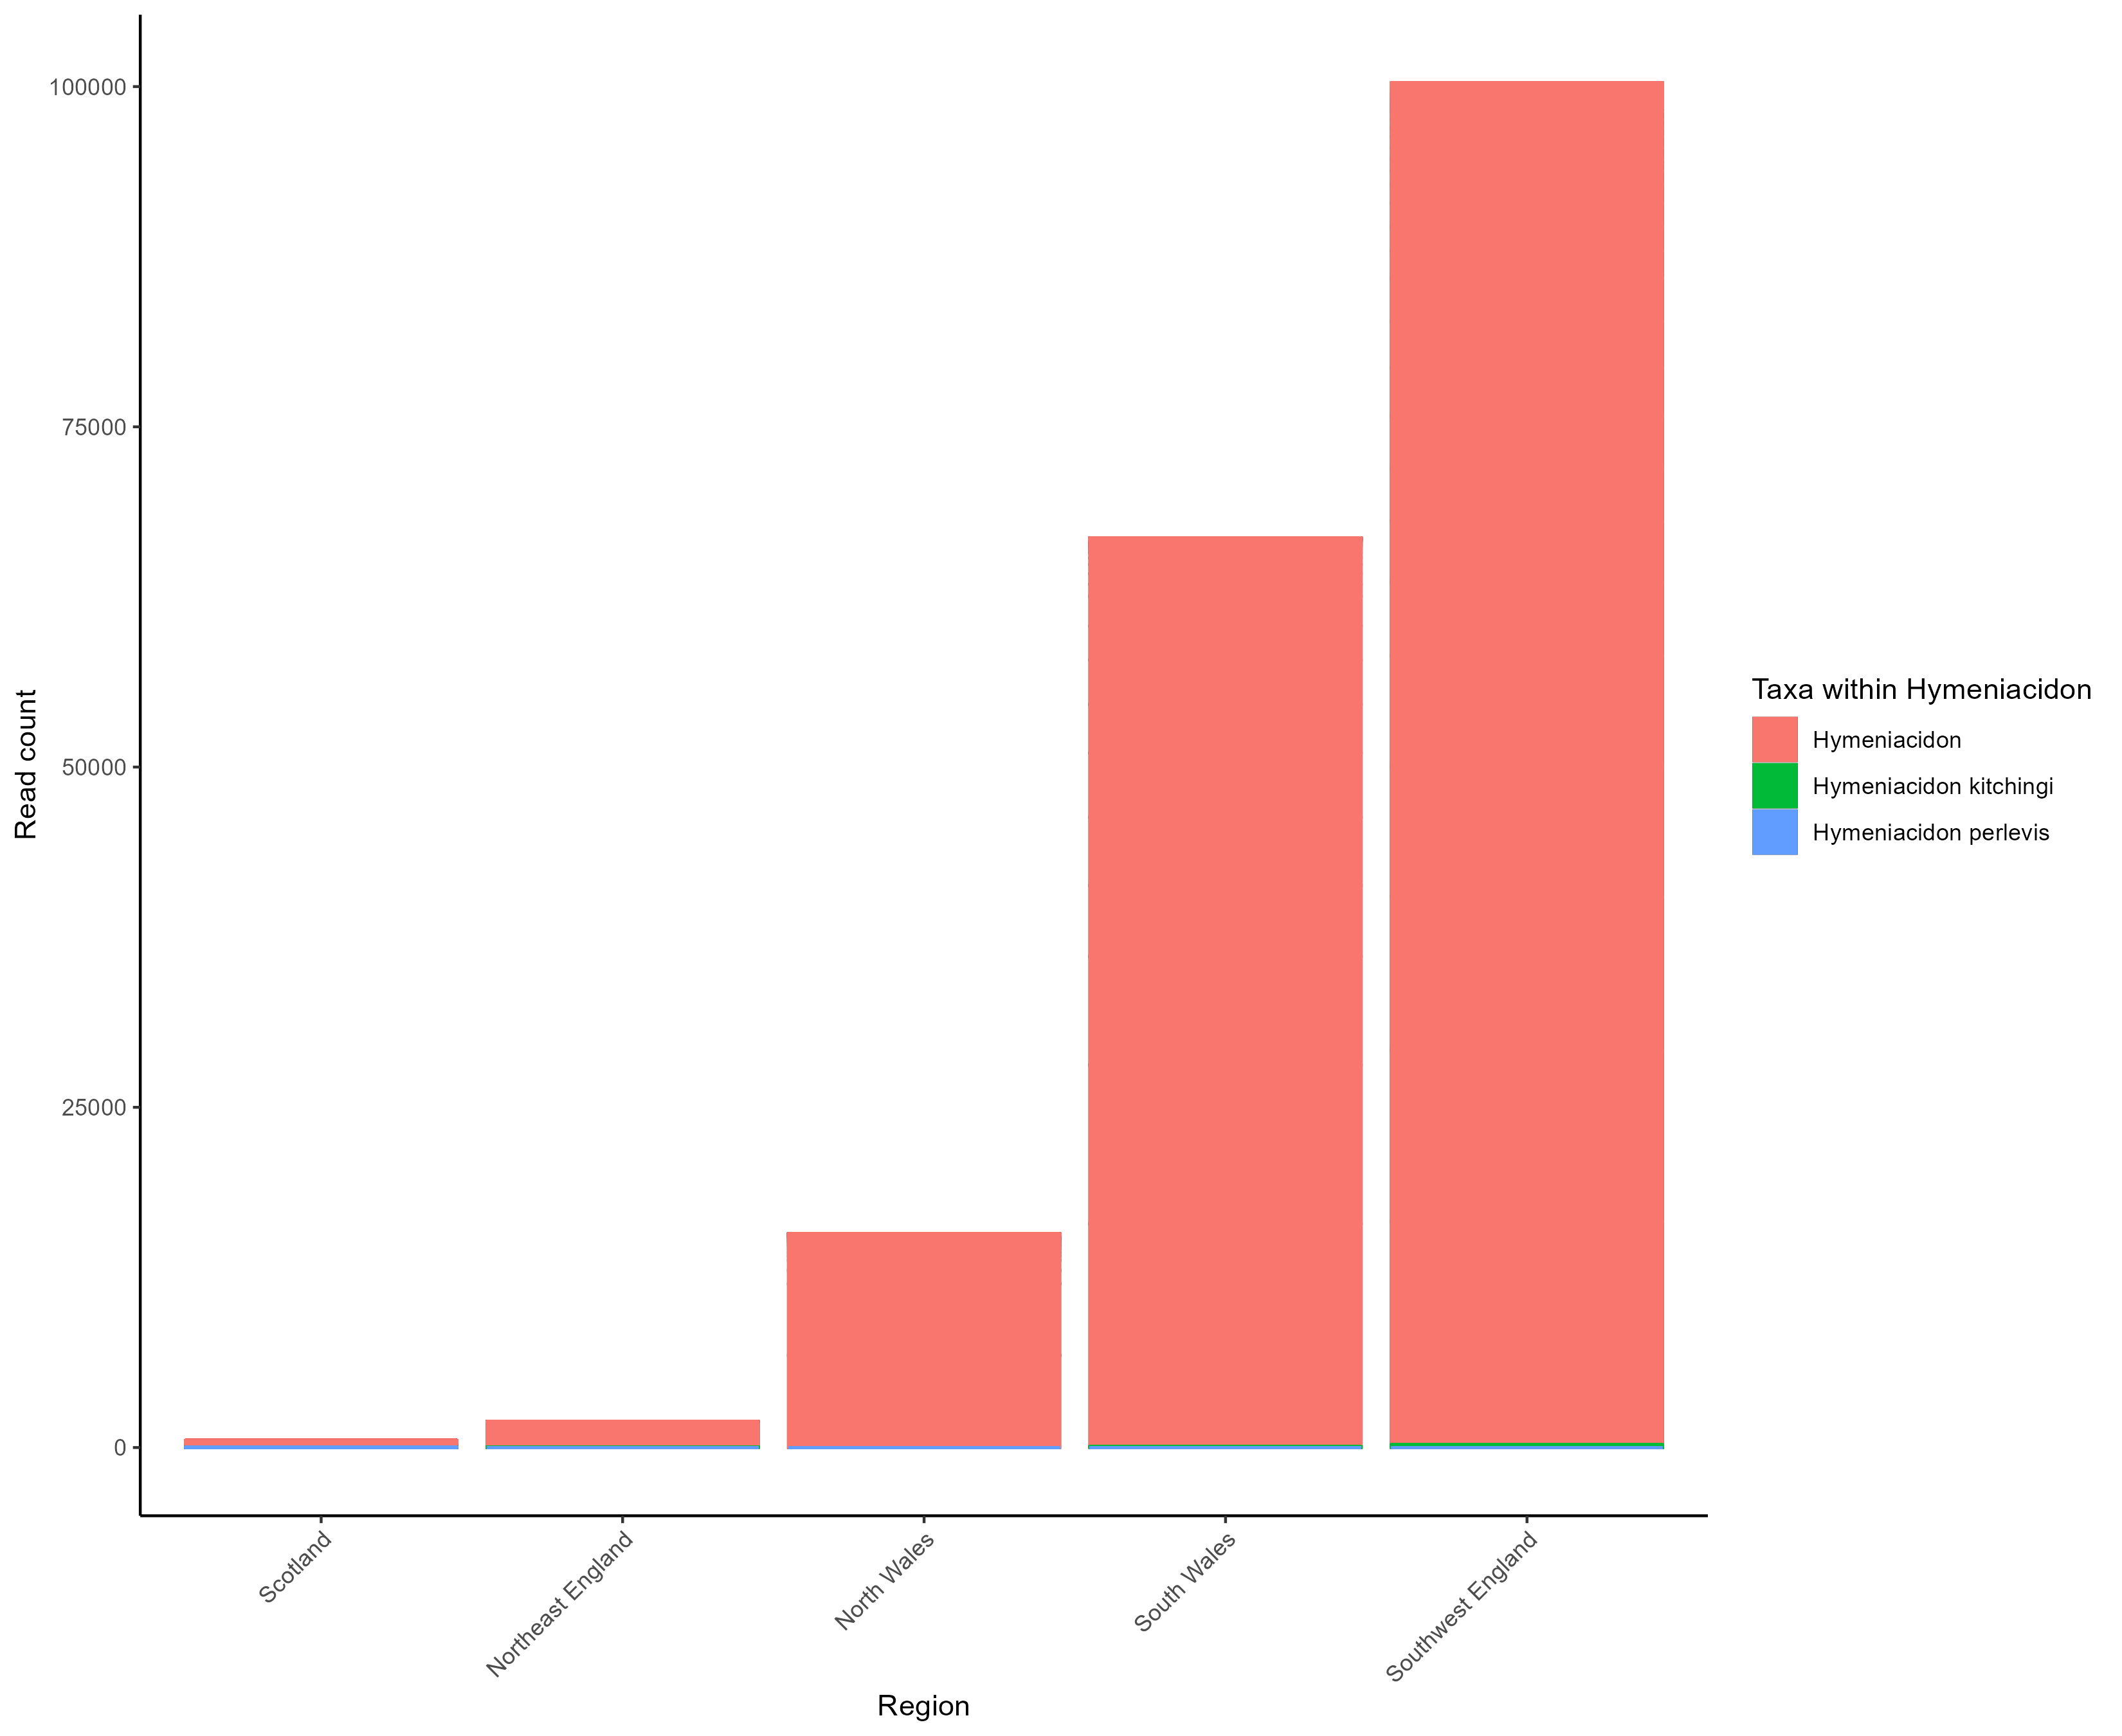 100000
75000
50000
25000
0
Read count
Scotland
Northeast England
North Wales
South Wales
Southwest England
Region
Taxa within Hymeniacidon
Hymeniacidon
Hymeniacidon kitchingi
Hymeniacidon perlevis